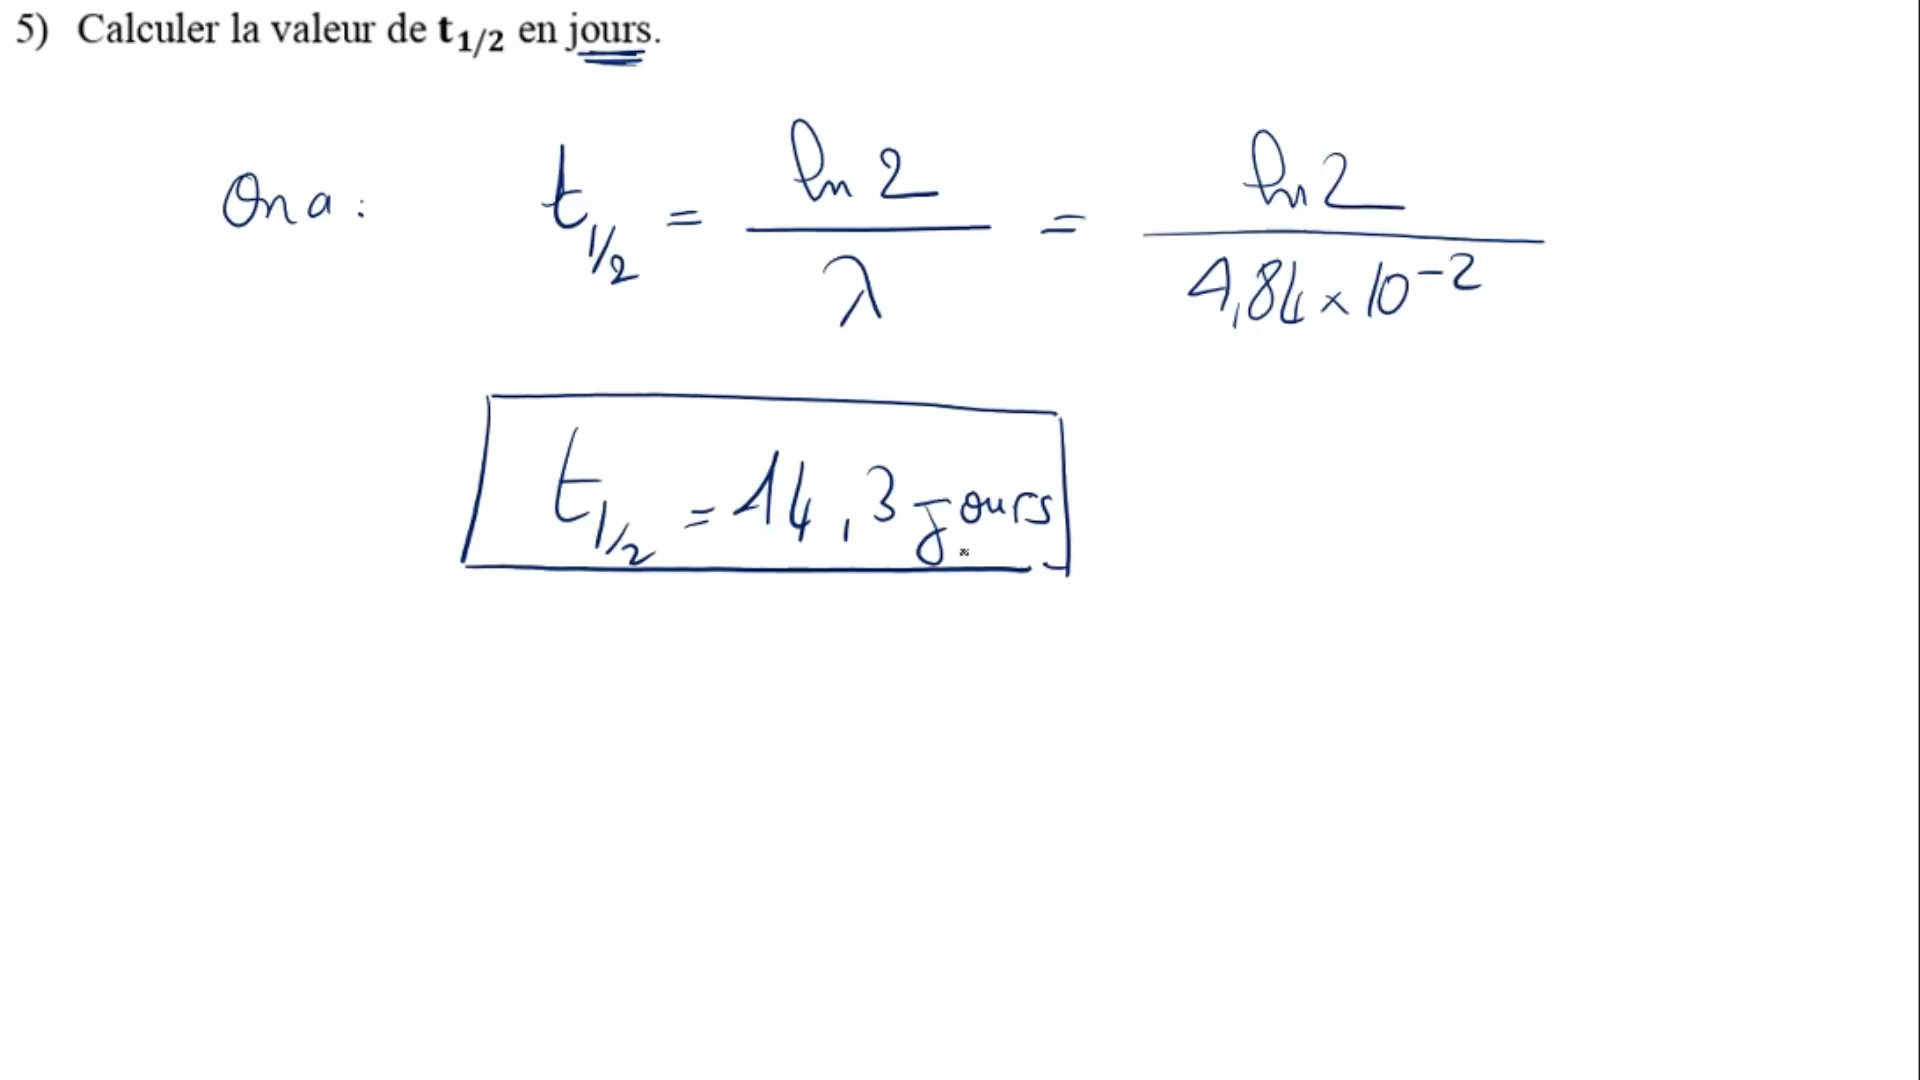 5) Calculer la valeur de t1/2 en jours.
On a : t1/2 = ln 2 / λ = ln 2 / 4,84 × 10⁻²
t1/2 = 14,3 jours